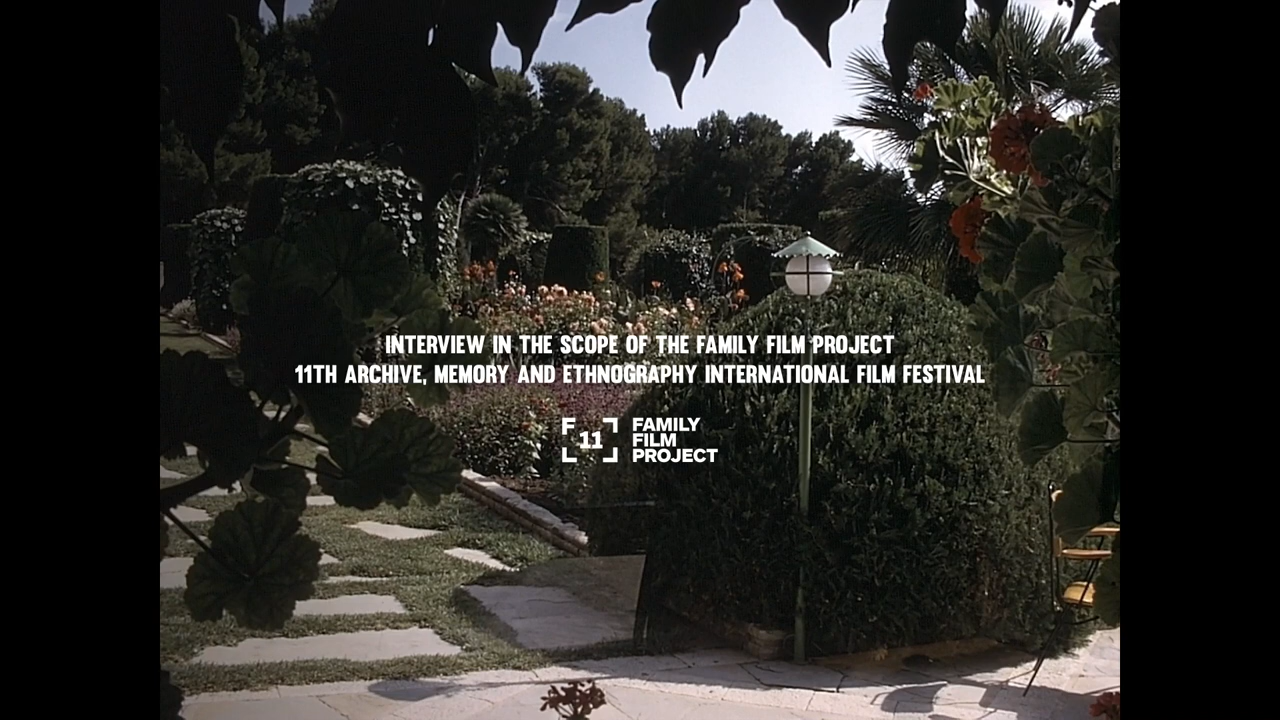 INTERVIEW IN THE SCOPE OF THE FAMILY FILM PROJECT
11TH ARCHIVE, MEMORY AND ETHNOGRAPHY INTERNATIONAL FILM FESTIVAL
11
FAMILY
FILM
PROJECT